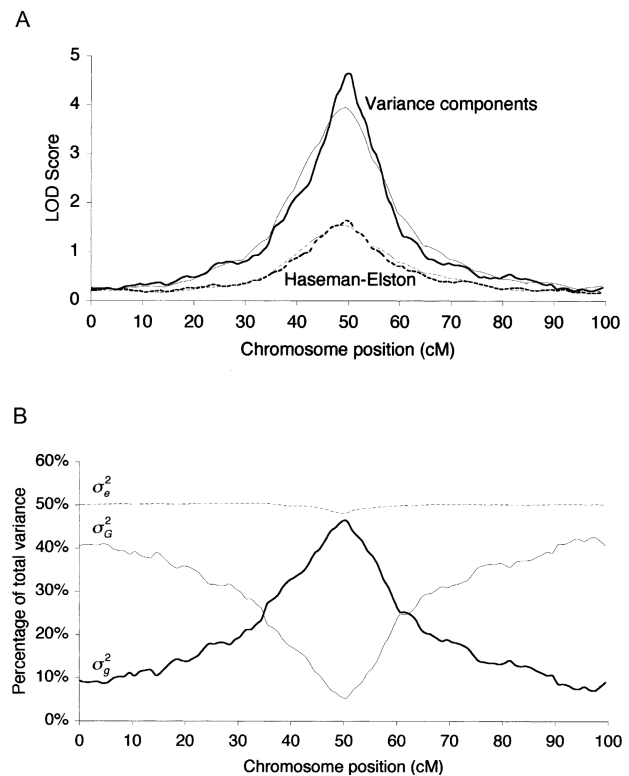 A
5
4
3
2
1
0
LOD Score
Variance components
Haseman-Elston
0 10 20 30 40 50 60 70 80 90 100
Chromosome position (cM)
B
60%
50%
40%
30%
20%
10%
0%
Percentage of total variance
σ²e
σ²G
σ²g
0 10 20 30 40 50 60 70 80 90 100
Chromosome position (cM)